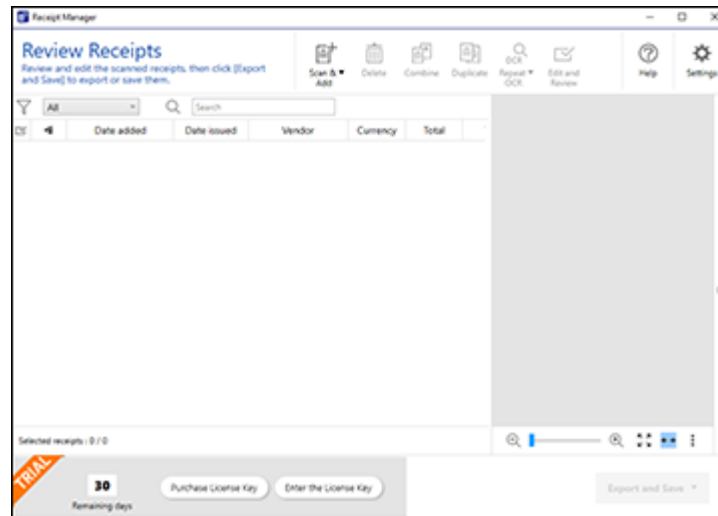 Receipt Manager
Review Receipts
Review and edit the scanned receipts, then click [Export
and Save] to export or save them.
Scan & Add
Delete
Combine
Duplicate
OCR
Repeat OCR
Edit and Review
Help
Settings
All
Search
Date added
Date issued
Vendor
Currency
Total
Selected receipts : 0 / 0
TRIAL
30
Remaining days
Purchase License Key
Enter the License Key
Export and Save